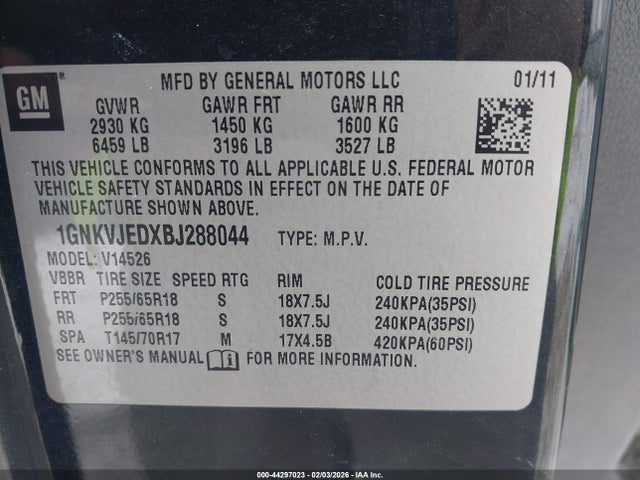 GM
MFD BY GENERAL MOTORS LLC 01/11
GVWR GAWR FRT GAWR RR
2930 KG 1450 KG 1600 KG
6459 LB 3196 LB 3527 LB
THIS VEHICLE CONFORMS TO ALL APPLICABLE U.S. FEDERAL MOTOR
VEHICLE SAFETY STANDARDS IN EFFECT ON THE DATE OF
MANUFACTURE SHOWN ABOVE.
1GNKVJEDXBJ288044 TYPE: M.P.V.
MODEL: V14526
VBBR TIRE SIZE SPEED RTG RIM COLD TIRE PRESSURE
FRT P255/65R18 S 18X7.5J 240KPA(35PSI)
RR P255/65R18 S 18X7.5J 240KPA(35PSI)
SPA T145/70R17 M 17X4.5B 420KPA(60PSI)
SEE OWNER'S MANUAL FOR MORE INFORMATION.
000-44297023 - 02/03/2026 - IAA Inc.